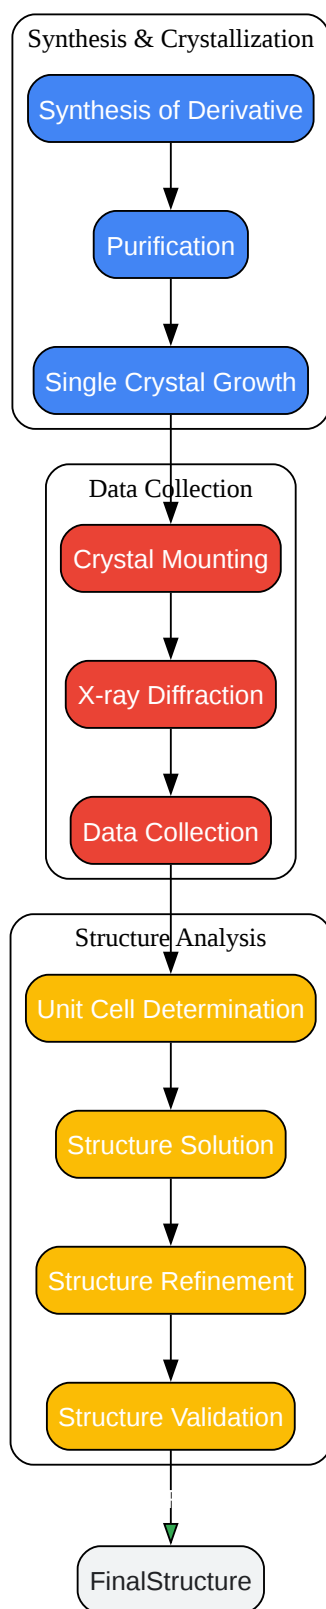 Synthesis & Crystallization
Synthesis of Derivative
Purification
Single Crystal Growth
Data Collection
Crystal Mounting
X-ray Diffraction
Data Collection
Structure Analysis
Unit Cell Determination
Structure Solution
Structure Refinement
Structure Validation
FinalStructure